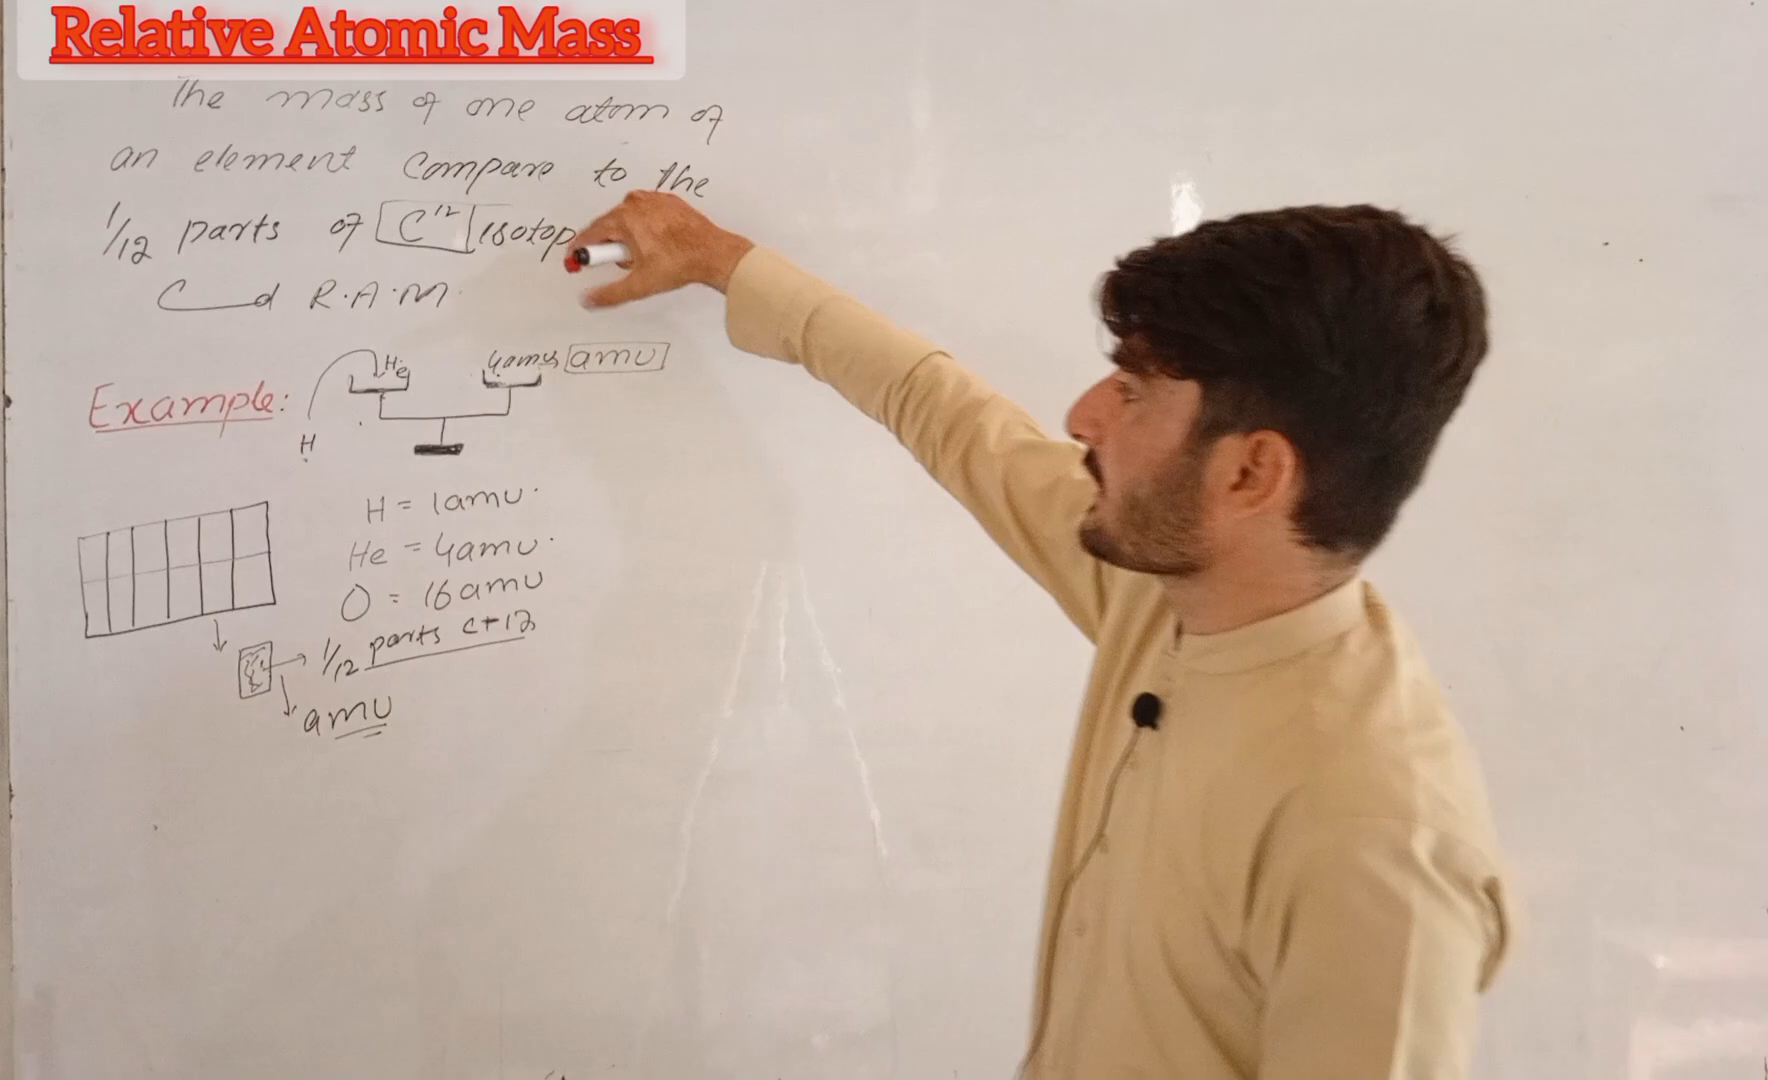 Relative Atomic Mass
The mass of one atom of
an element Compare to the
1/12 parts of C¹² isotop
C__d R.A.M.
He 4amu amu
Example:
H
H = 1amu.
He = 4amu.
O = 16amu
1/12 parts C-12
amu